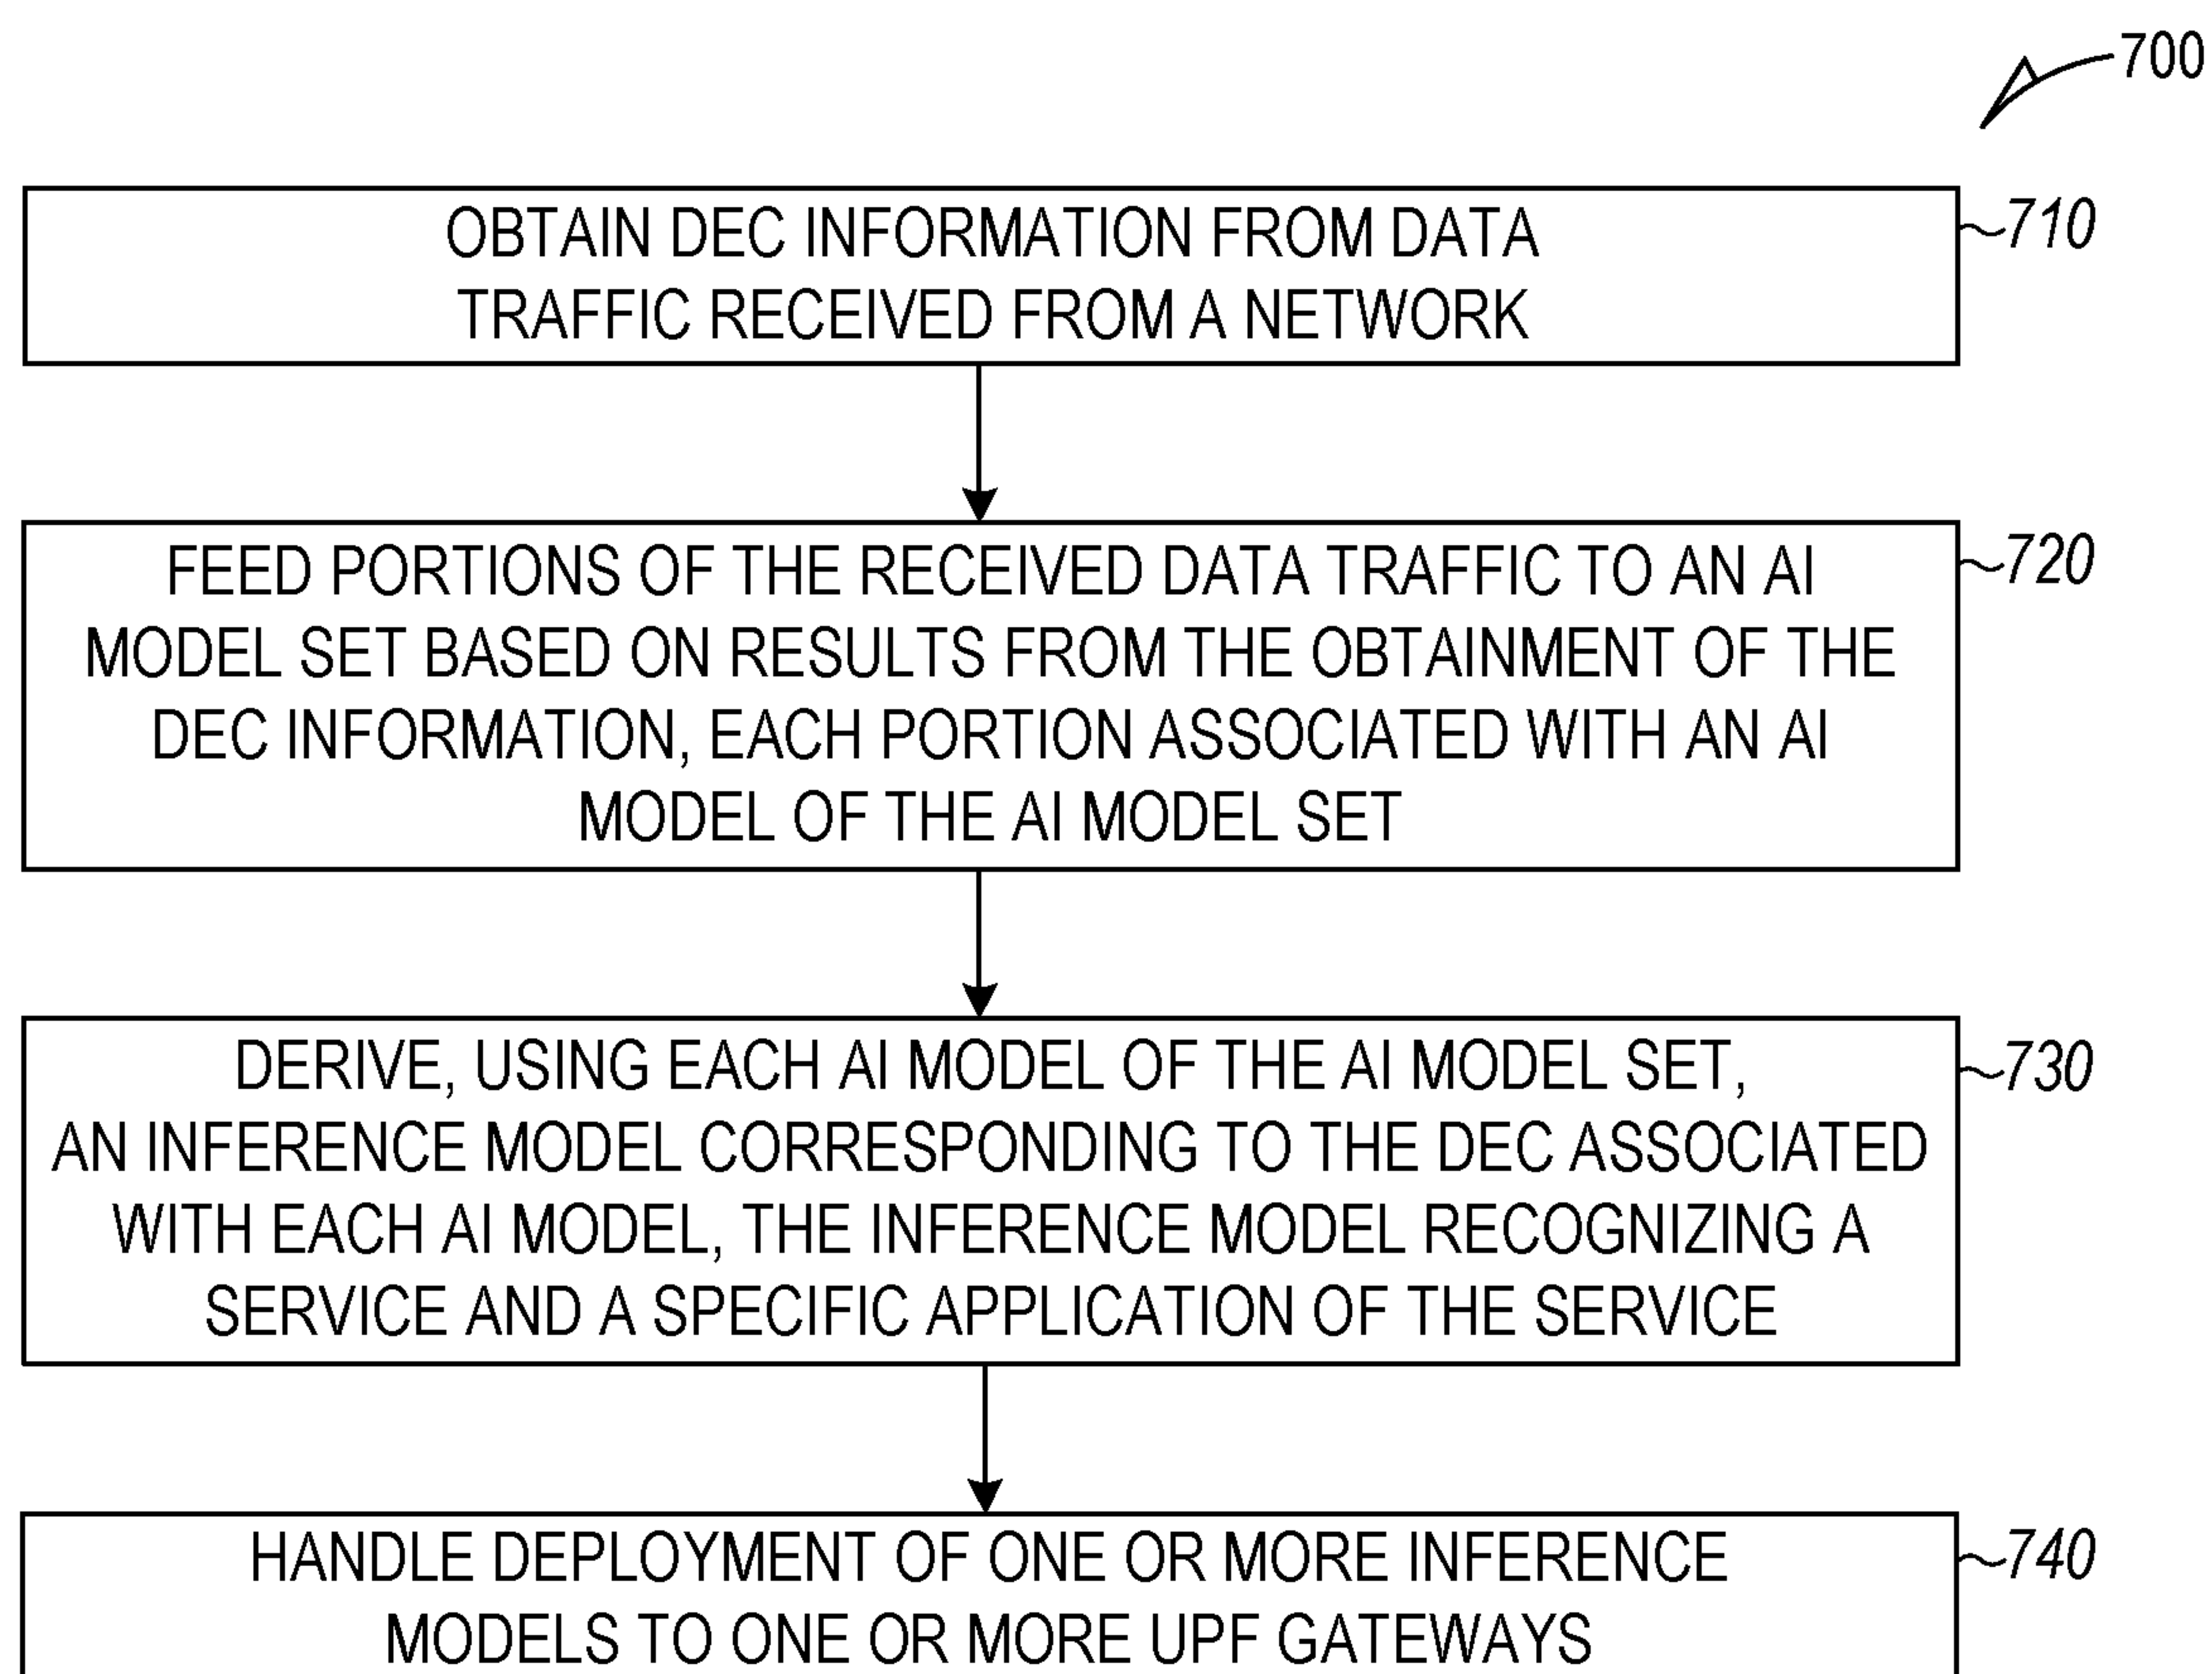 700
OBTAIN DEC INFORMATION FROM DATA
TRAFFIC RECEIVED FROM A NETWORK
710
FEED PORTIONS OF THE RECEIVED DATA TRAFFIC TO AN AI
MODEL SET BASED ON RESULTS FROM THE OBTAINMENT OF THE
DEC INFORMATION, EACH PORTION ASSOCIATED WITH AN AI
MODEL OF THE AI MODEL SET
720
DERIVE, USING EACH AI MODEL OF THE AI MODEL SET,
AN INFERENCE MODEL CORRESPONDING TO THE DEC ASSOCIATED
WITH EACH AI MODEL, THE INFERENCE MODEL RECOGNIZING A
SERVICE AND A SPECIFIC APPLICATION OF THE SERVICE
730
HANDLE DEPLOYMENT OF ONE OR MORE INFERENCE
MODELS TO ONE OR MORE UPF GATEWAYS
740